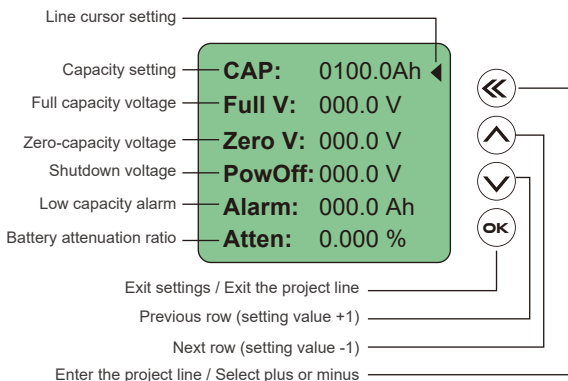 Line cursor setting
Capacity setting
CAP: 0100.0Ah
Full capacity voltage
Full V: 000.0 V
Zero-capacity voltage
Zero V: 000.0 V
Shutdown voltage
PowOff: 000.0 V
Low capacity alarm
Alarm: 000.0 Ah
Battery attenuation ratio
Atten: 0.000 %
OK
Exit settings / Exit the project line
Previous row (setting value +1)
Next row (setting value -1)
Enter the project line / Select plus or minus